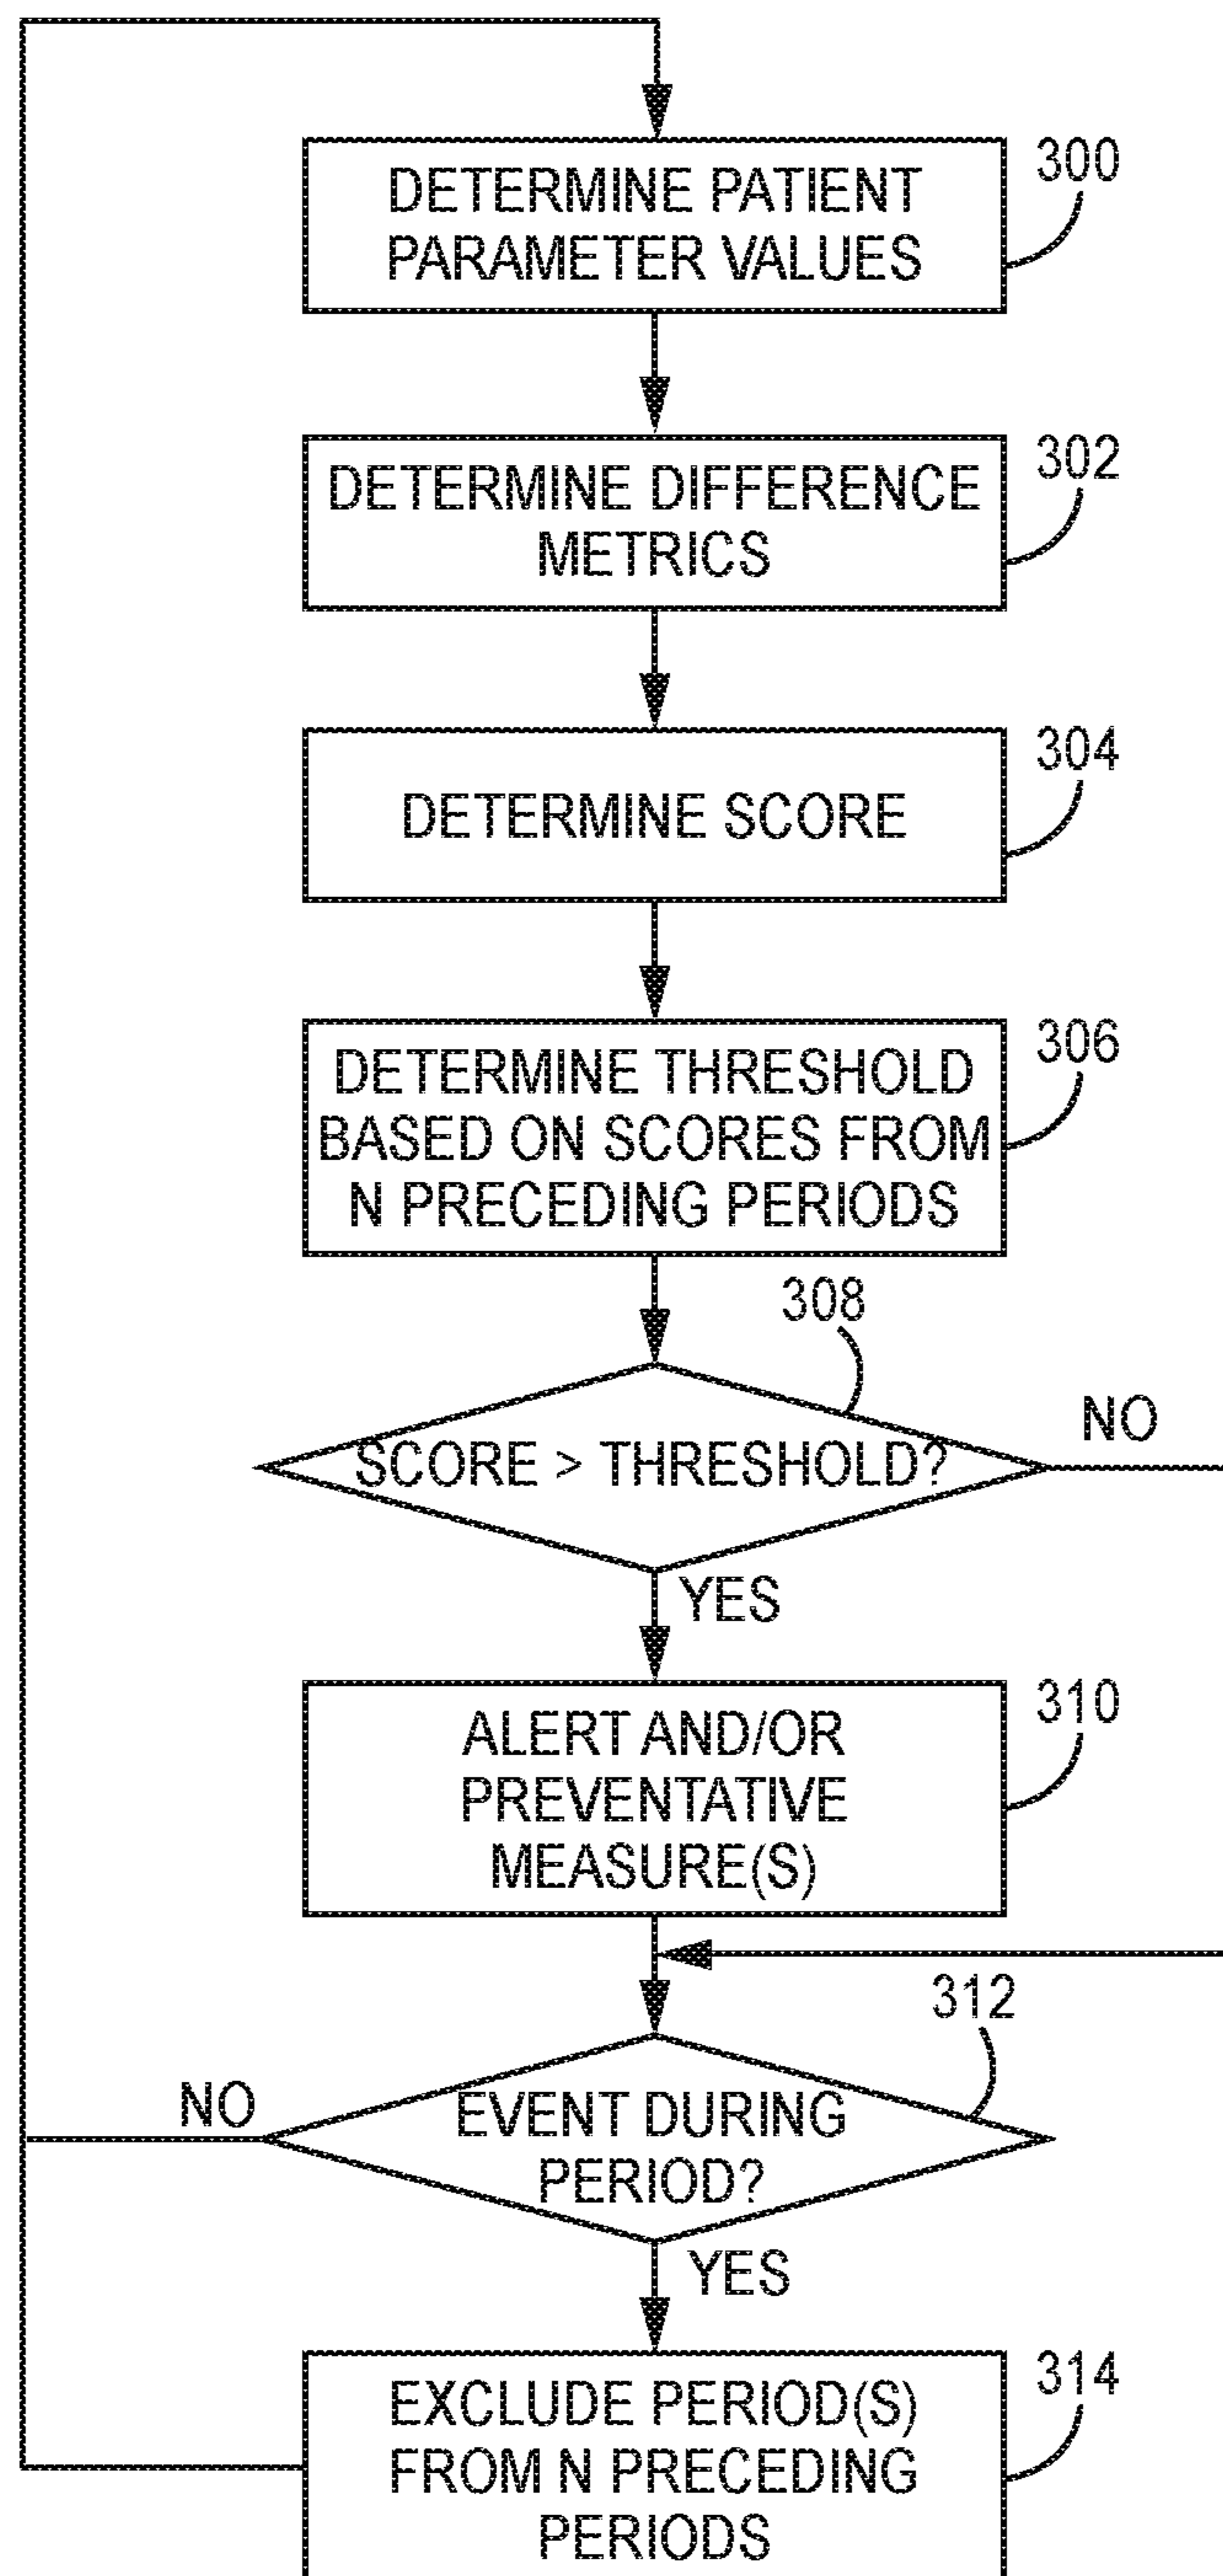 DETERMINE PATIENT
PARAMETER VALUES
300
DETERMINE DIFFERENCE
METRICS
302
DETERMINE SCORE
304
DETERMINE THRESHOLD
BASED ON SCORES FROM
N PRECEDING PERIODS
306
308
SCORE > THRESHOLD?
NO
YES
ALERT AND/OR
PREVENTATIVE
MEASURE(S)
310
312
EVENT DURING
PERIOD?
NO
YES
EXCLUDE PERIOD(S)
FROM N PRECEDING
PERIODS
314